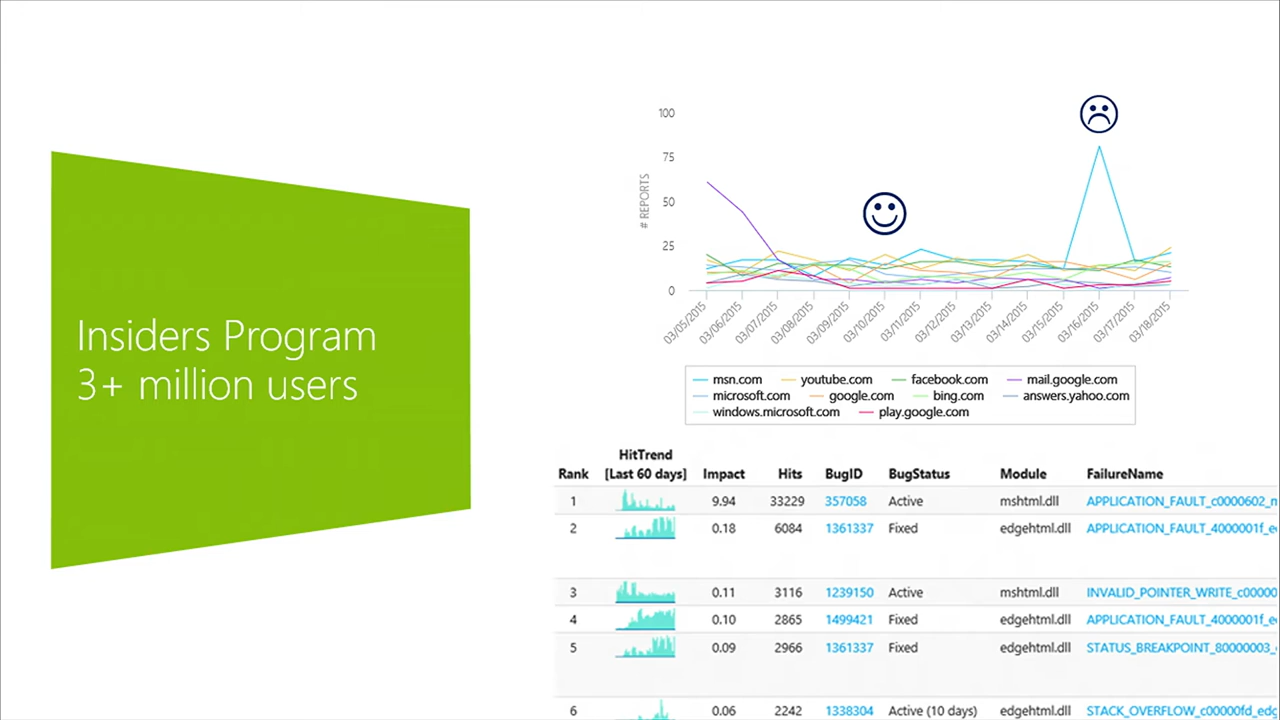 Insiders Program
3+ million users
100
75
50
25
0
# REPORTS
03/05/2015 03/06/2015 03/07/2015 03/08/2015 03/09/2015 03/10/2015 03/11/2015 03/12/2015 03/13/2015 03/14/2015 03/15/2015 03/16/2015 03/17/2015 03/18/2015
msn.com youtube.com facebook.com mail.google.com
microsoft.com google.com bing.com answers.yahoo.com
windows.microsoft.com play.google.com
HitTrend
Rank [Last 60 days] Impact Hits BugID BugStatus Module FailureName
1 9.94 33229 357058 Active mshtml.dll APPLICATION_FAULT_c0000602_m
2 0.18 6084 1361337 Fixed edgehtml.dll APPLICATION_FAULT_4000001f_e
3 0.11 3116 1239150 Active mshtml.dll INVALID_POINTER_WRITE_c00000
4 0.10 2865 1499421 Fixed edgehtml.dll APPLICATION_FAULT_4000001f_e
5 0.09 2966 1361337 Fixed edgehtml.dll STATUS_BREAKPOINT_80000003_
6 0.06 2242 1338304 Active (10 days) edgehtml.dll STACK_OVERFLOW_c00000fd_edg